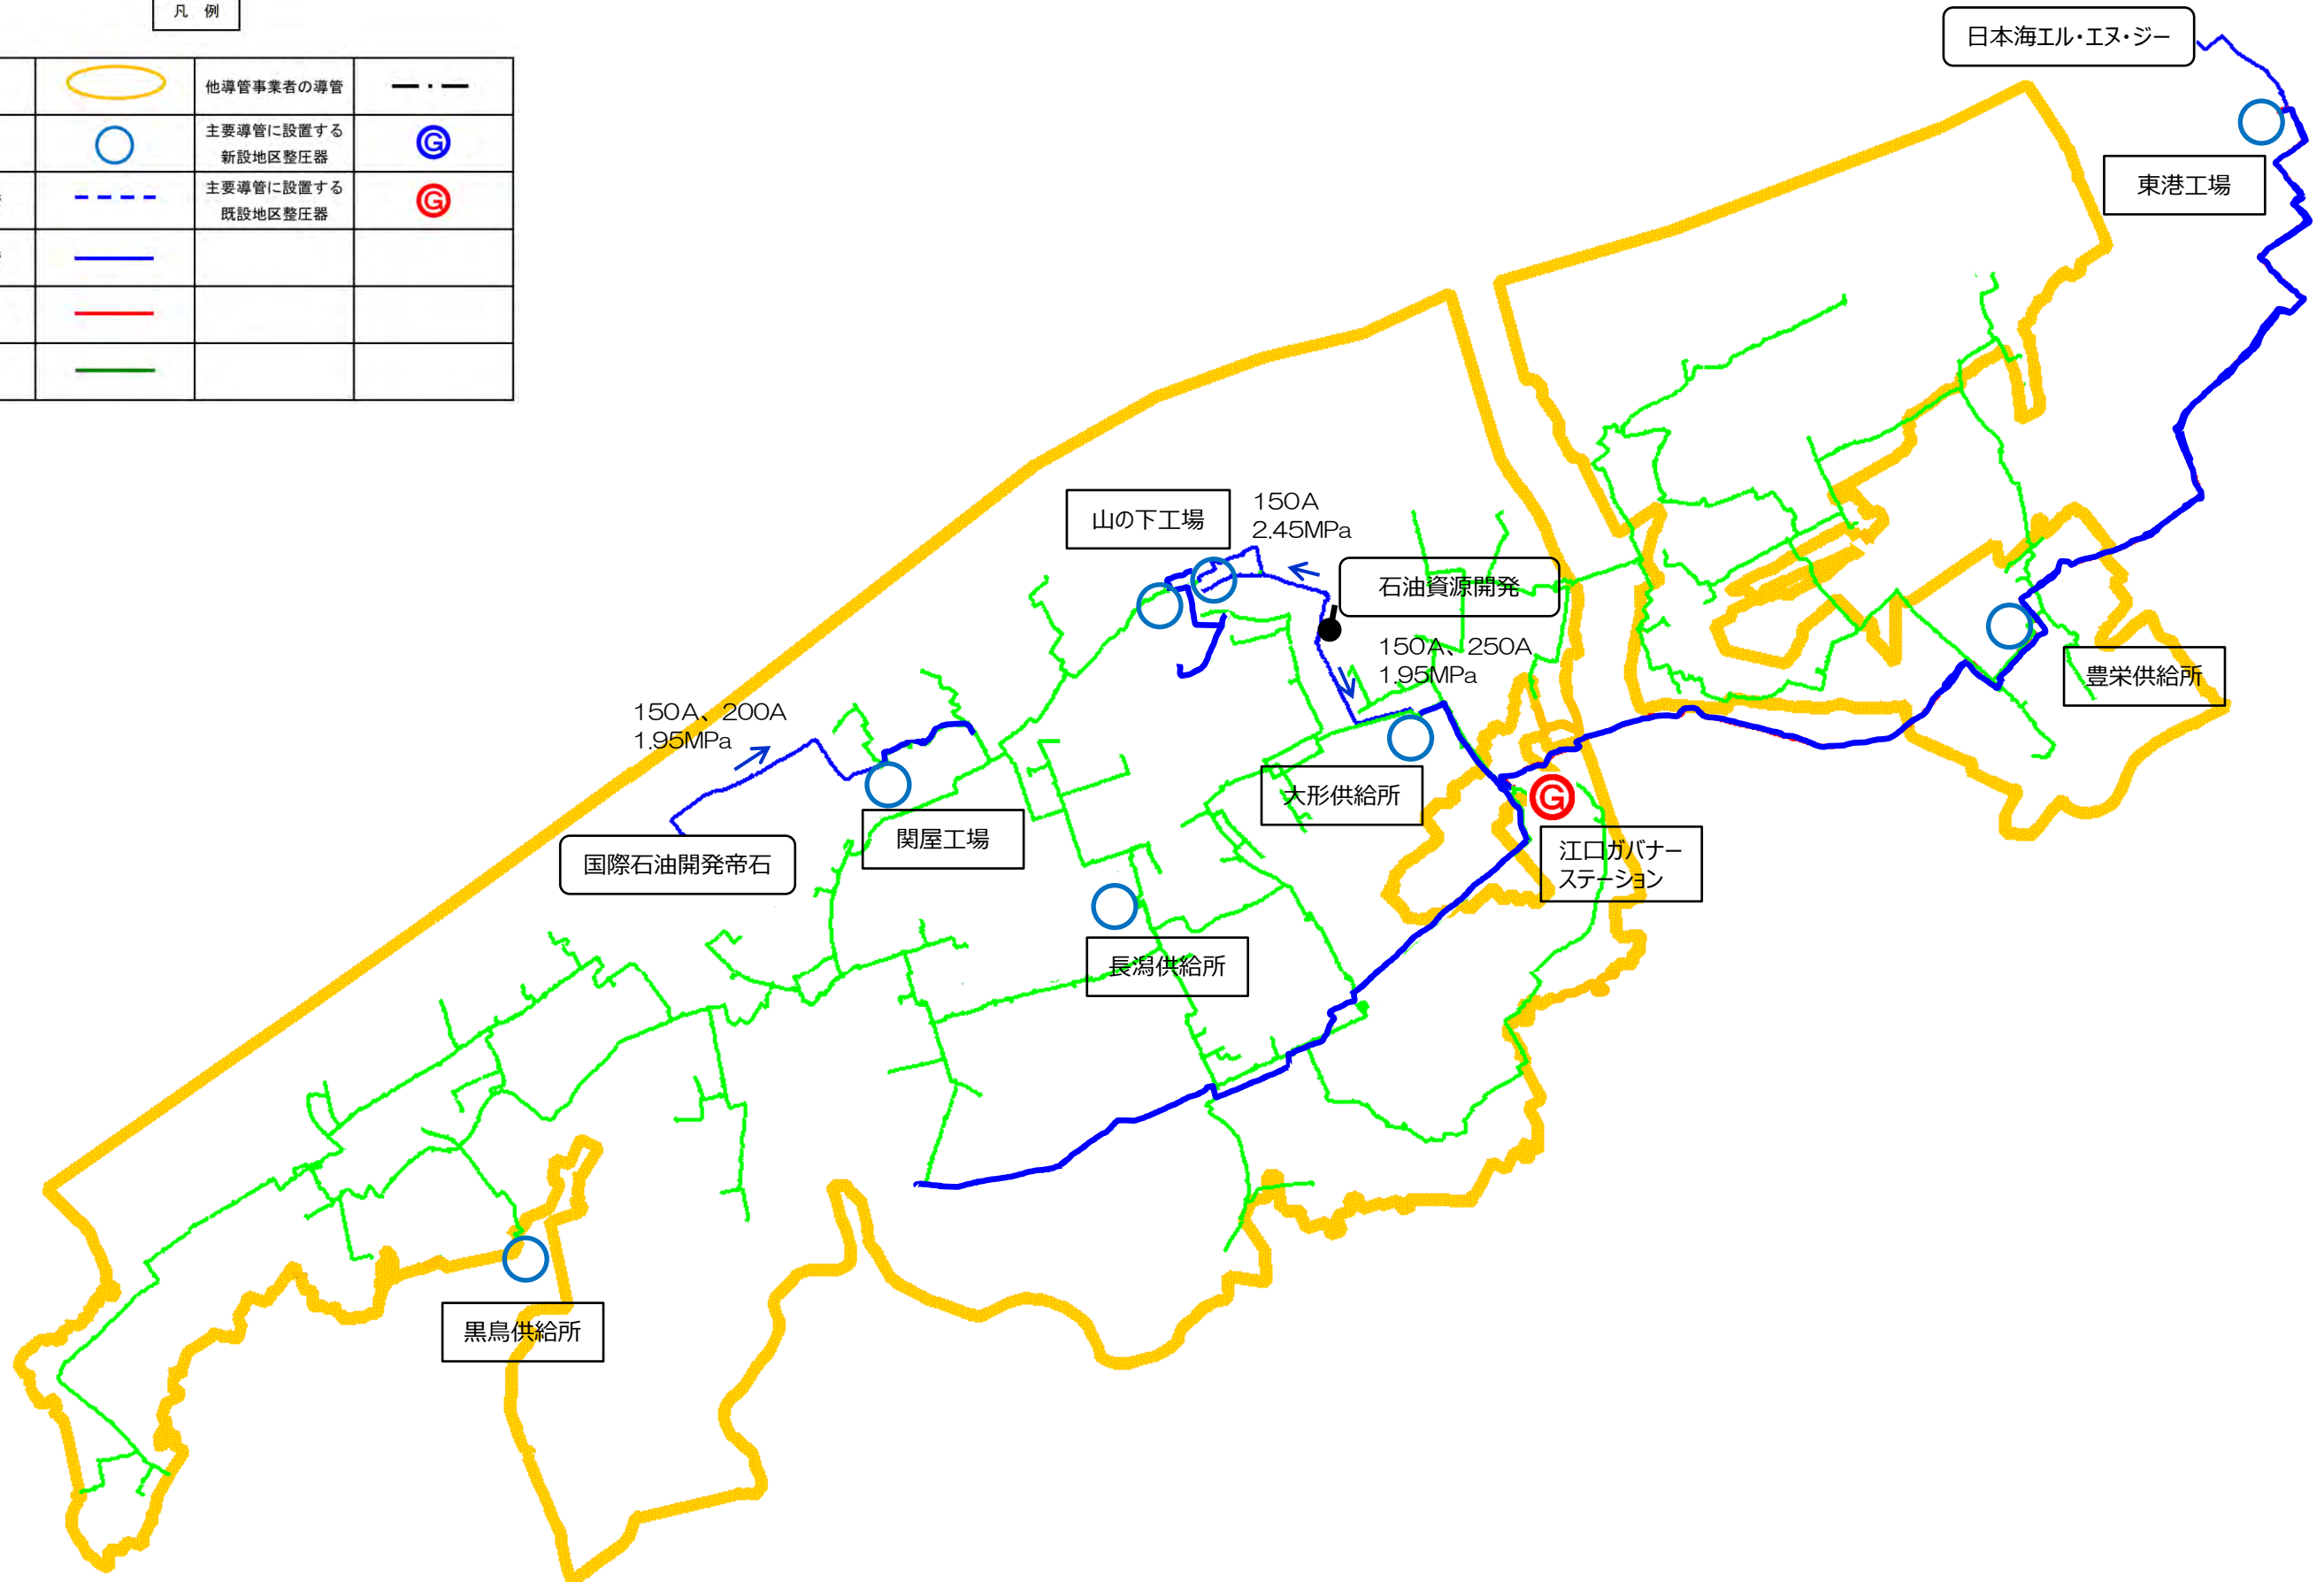 凡 例
他導管事業者の導管
主要導管に設置する
新設地区整圧器
G
主要導管に設置する
既設地区整圧器
G
日本海エル・エヌ・ジー
東港工場
山の下工場
150A
2.45MPa
石油資源開発
150A、250A
1.95MPa
豊栄供給所
150A、200A
1.95MPa
大形供給所
G
関屋工場
江口ガバナー
ステーション
国際石油開発帝石
長潟供給所
黒鳥供給所